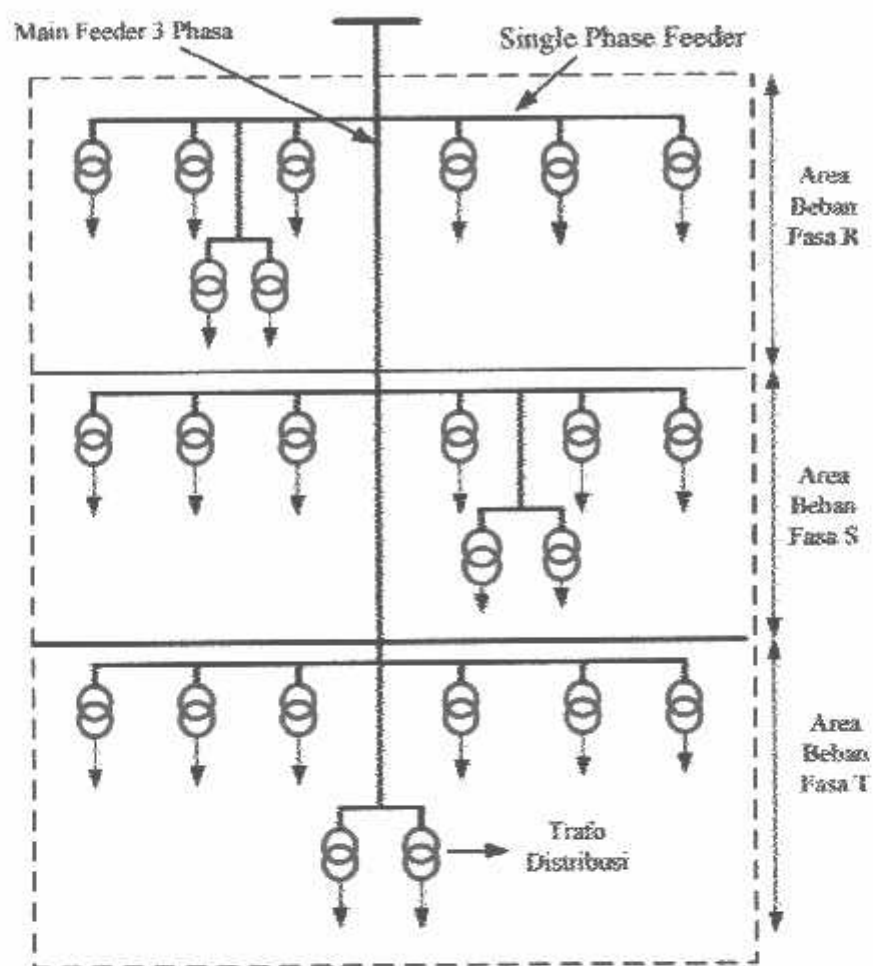 Main Feeder 3 Phasa
Single Phase Feeder
Area
Beban
Fasa R
Area
Beban
Fasa S
Area
Beban
Fasa T
Trafo
Distribusi